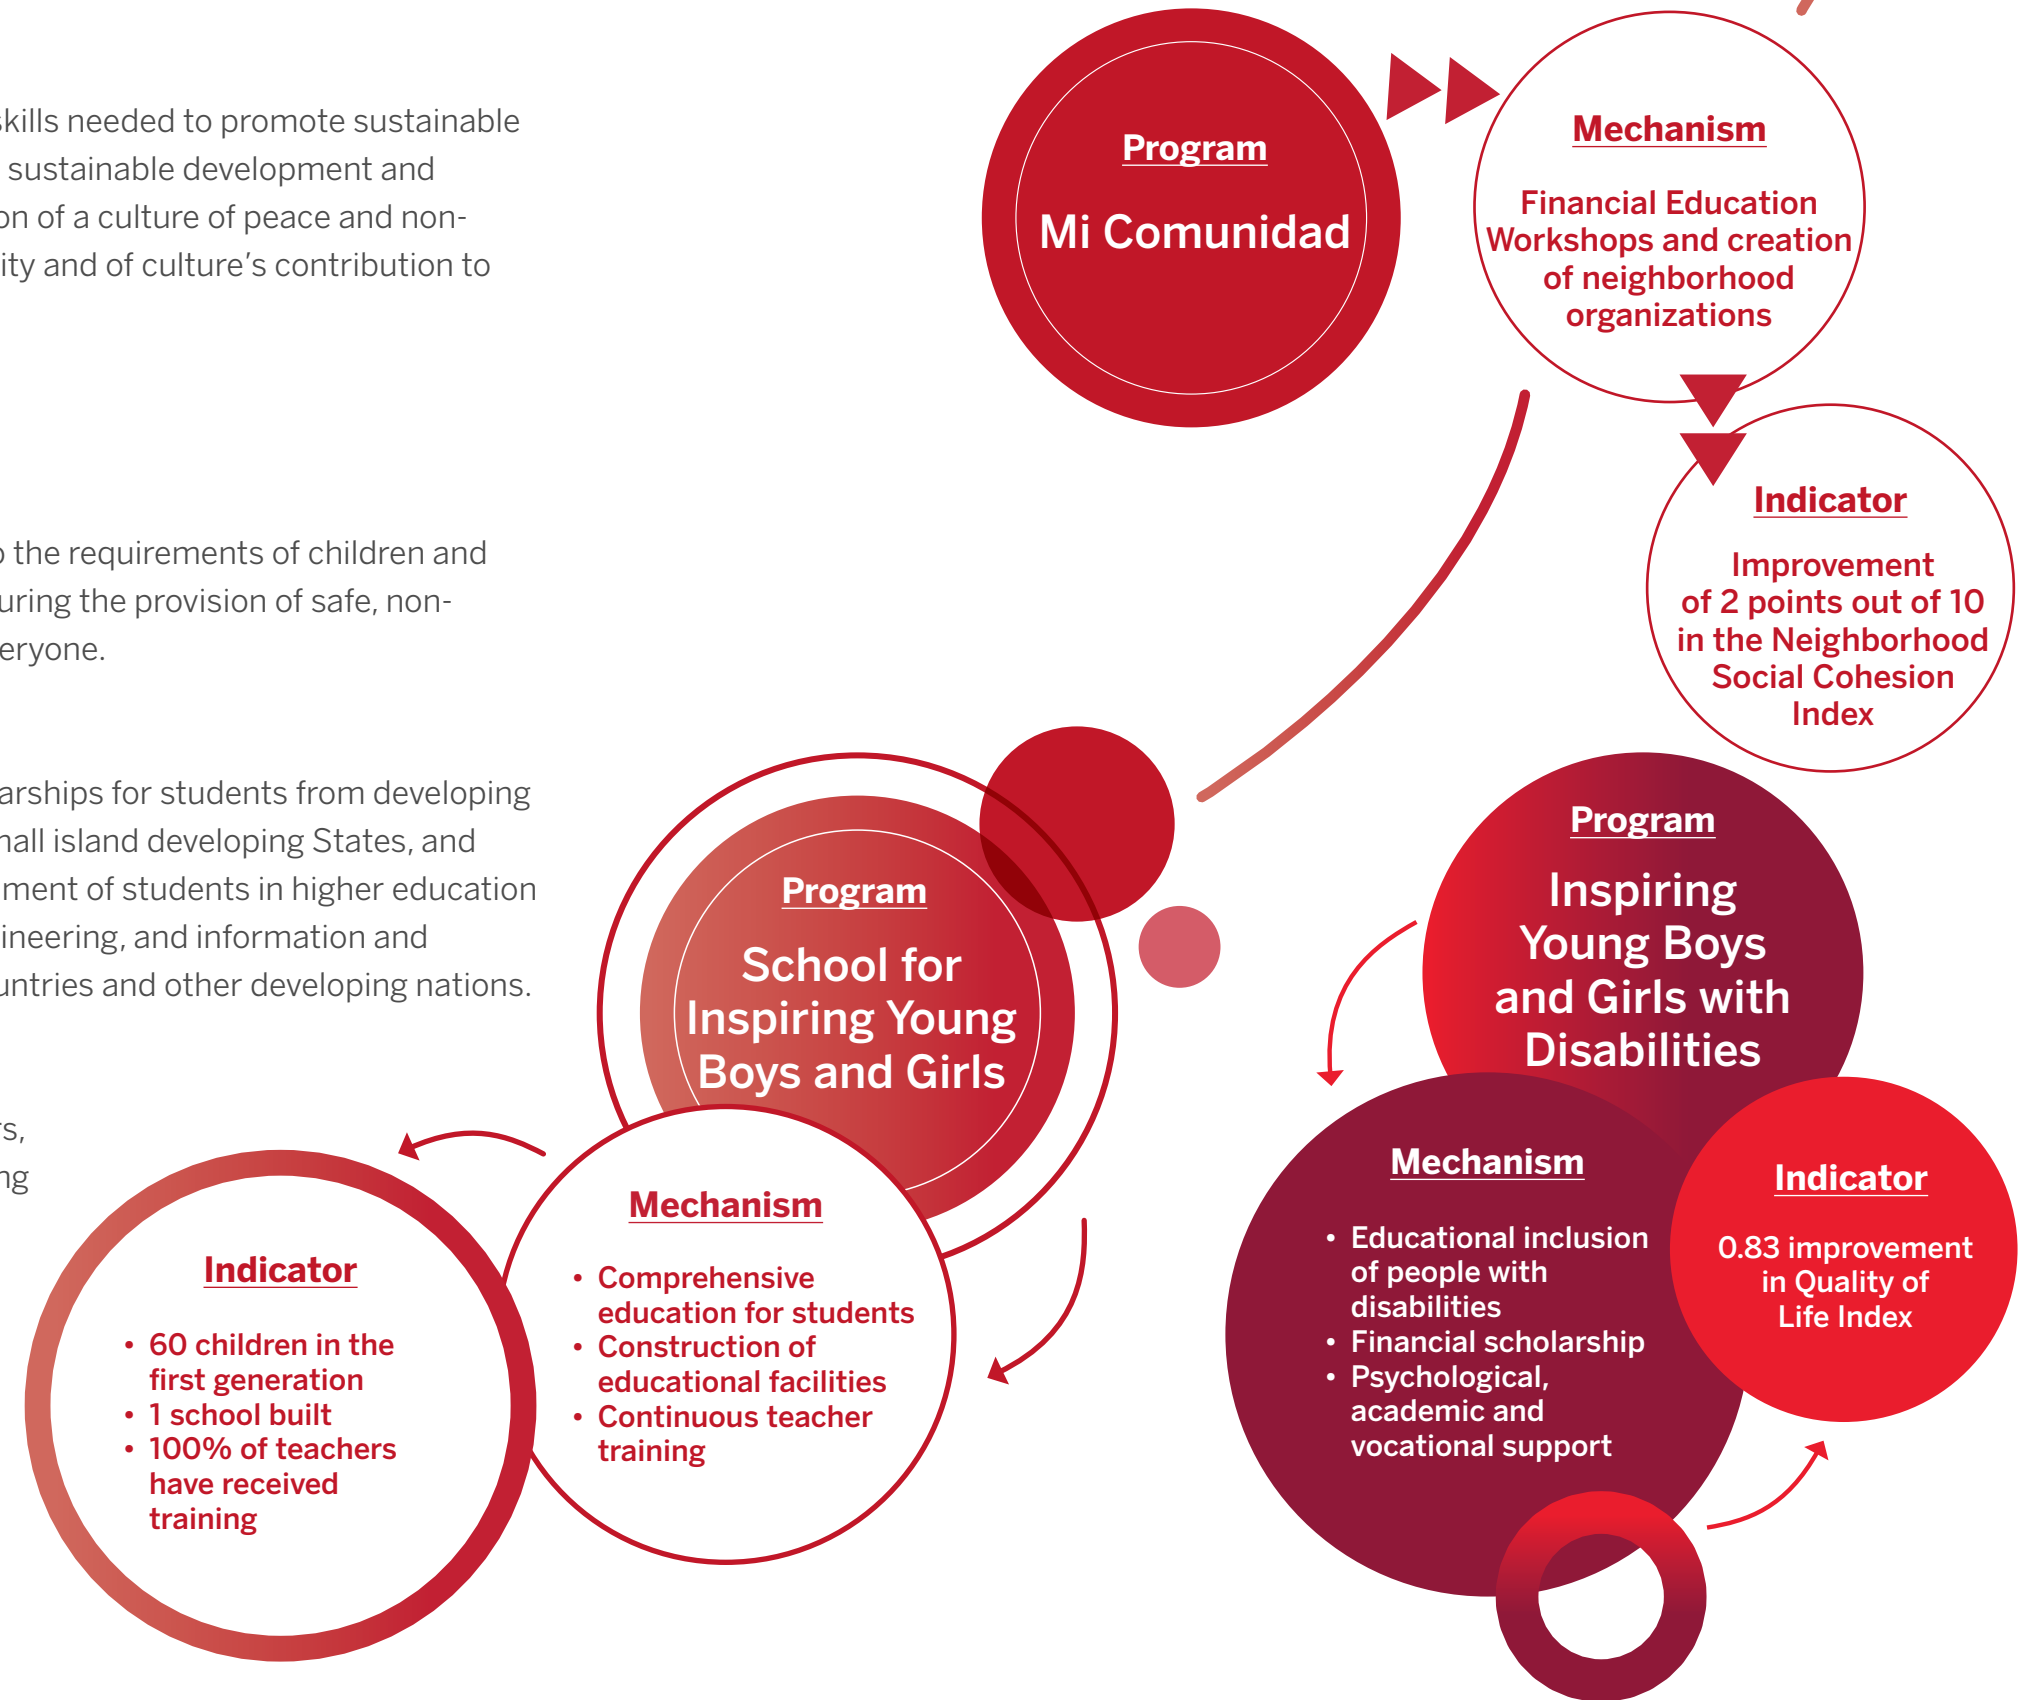 skills needed to promote sustainable
sustainable development and
on of a culture of peace and non-
ity and of culture's contribution to
o the requirements of children and
uring the provision of safe, non-
eryone.
arships for students from developing
mall island developing States, and
ment of students in higher education
ineering, and information and
untries and other developing nations.
rs,
ng
Program
Mi Comunidad
Mechanism
Financial Education
Workshops and creation
of neighborhood
organizations
Indicator
Improvement
of 2 points out of 10
in the Neighborhood
Social Cohesion
Index
Program
School for
Inspiring Young
Boys and Girls
Mechanism
• Comprehensive
education for students
• Construction of
educational facilities
• Continuous teacher
training
Indicator
• 60 children in the
first generation
• 1 school built
• 100% of teachers
have received
training
Program
Inspiring
Young Boys
and Girls with
Disabilities
Mechanism
• Educational inclusion
of people with
disabilities
• Financial scholarship
• Psychological,
academic and
vocational support
Indicator
0.83 improvement
in Quality of
Life Index